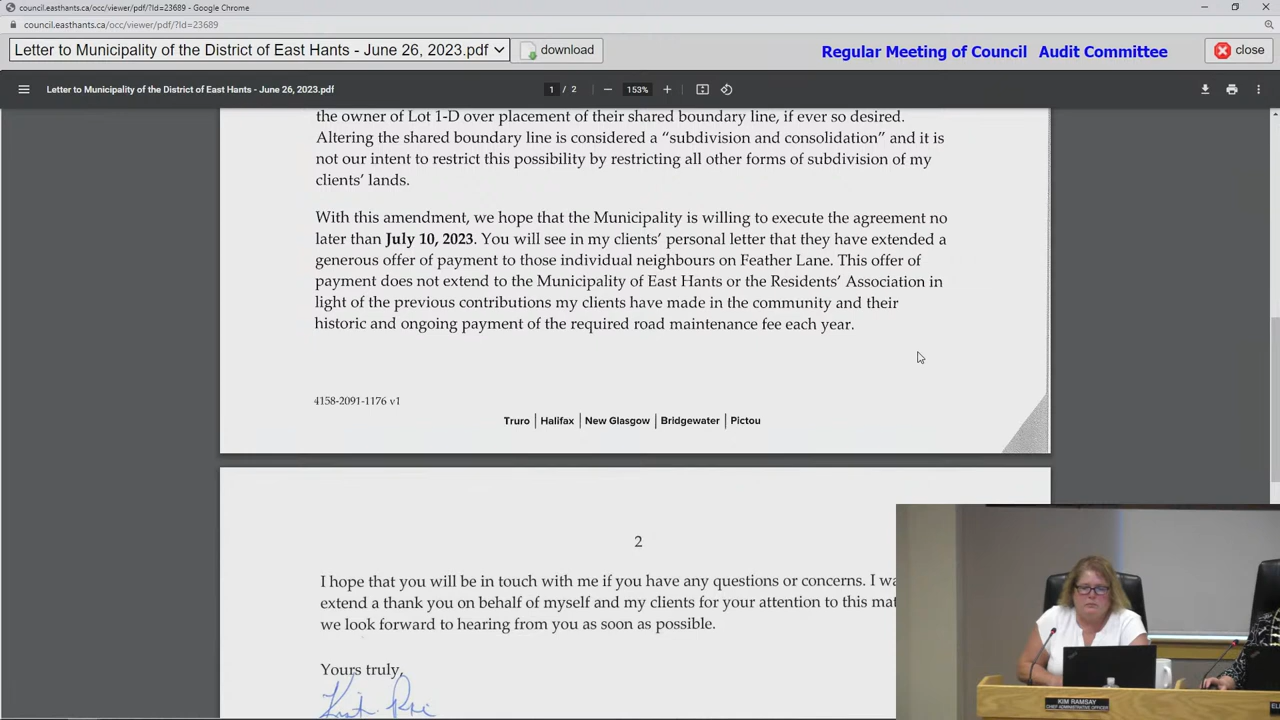 council.easthants.ca/occ/viewer/pdf/?Id=23689 - Google Chrome
council.easthants.ca/occ/viewer/pdf/?Id=23689
Letter to Municipality of the District of East Hants - June 26, 2023.pdf
download
Regular Meeting of Council Audit Committee
close
Letter to Municipality of the District of East Hants - June 26, 2023.pdf
1 / 2
153%
the owner of Lot 1-D over placement of their shared boundary line, if ever so desired.
Altering the shared boundary line is considered a “subdivision and consolidation” and it is
not our intent to restrict this possibility by restricting all other forms of subdivision of my
clients’ lands.
With this amendment, we hope that the Municipality is willing to execute the agreement no
later than July 10, 2023. You will see in my clients’ personal letter that they have extended a
generous offer of payment to those individual neighbours on Feather Lane. This offer of
payment does not extend to the Municipality of East Hants or the Residents’ Association in
light of the previous contributions my clients have made in the community and their
historic and ongoing payment of the required road maintenance fee each year.
4158-2091-1176 v1
Truro | Halifax | New Glasgow | Bridgewater | Pictou
2
I hope that you will be in touch with me if you have any questions or concerns. I wa
extend a thank you on behalf of myself and my clients for your attention to this mat
we look forward to hearing from you as soon as possible.
Yours truly,
KIM RAMSAY
CHIEF ADMINISTRATIVE OFFICER